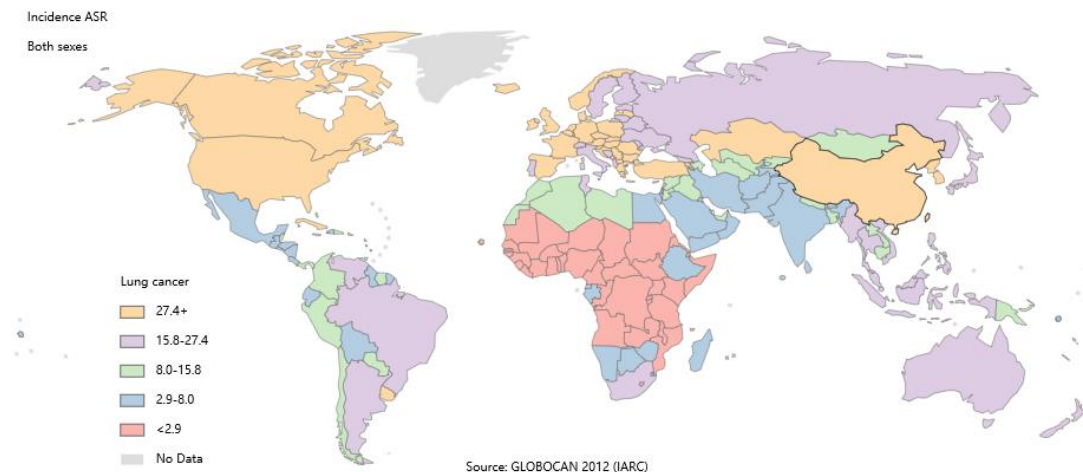 Incidence ASR
Both sexes
Lung cancer
27.4+
15.8-27.4
8.0-15.8
2.9-8.0
<2.9
No Data
Source: GLOBOCAN 2012 (IARC)